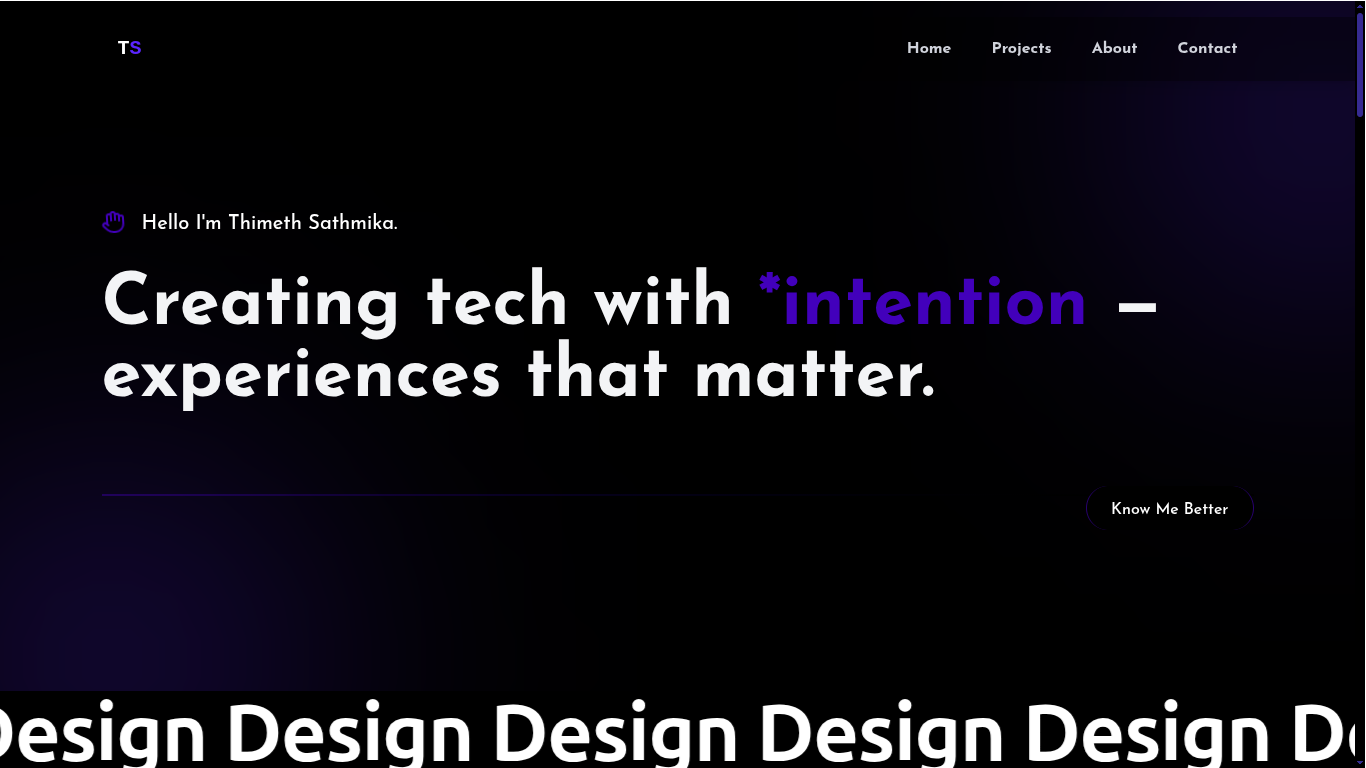 TS
Home Projects About Contact
Hello I'm Thimeth Sathmika.
Creating tech with *intention —
experiences that matter.
Know Me Better
Design Design Design Design Design De